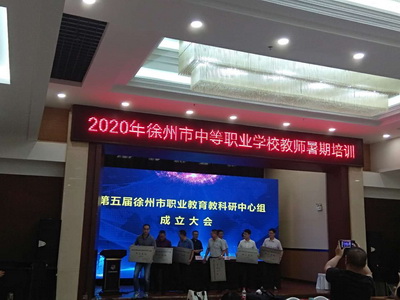 2020年徐州市中等职业学校教师暑期培训
第五届徐州市职业教育教科研中心组
成立大会